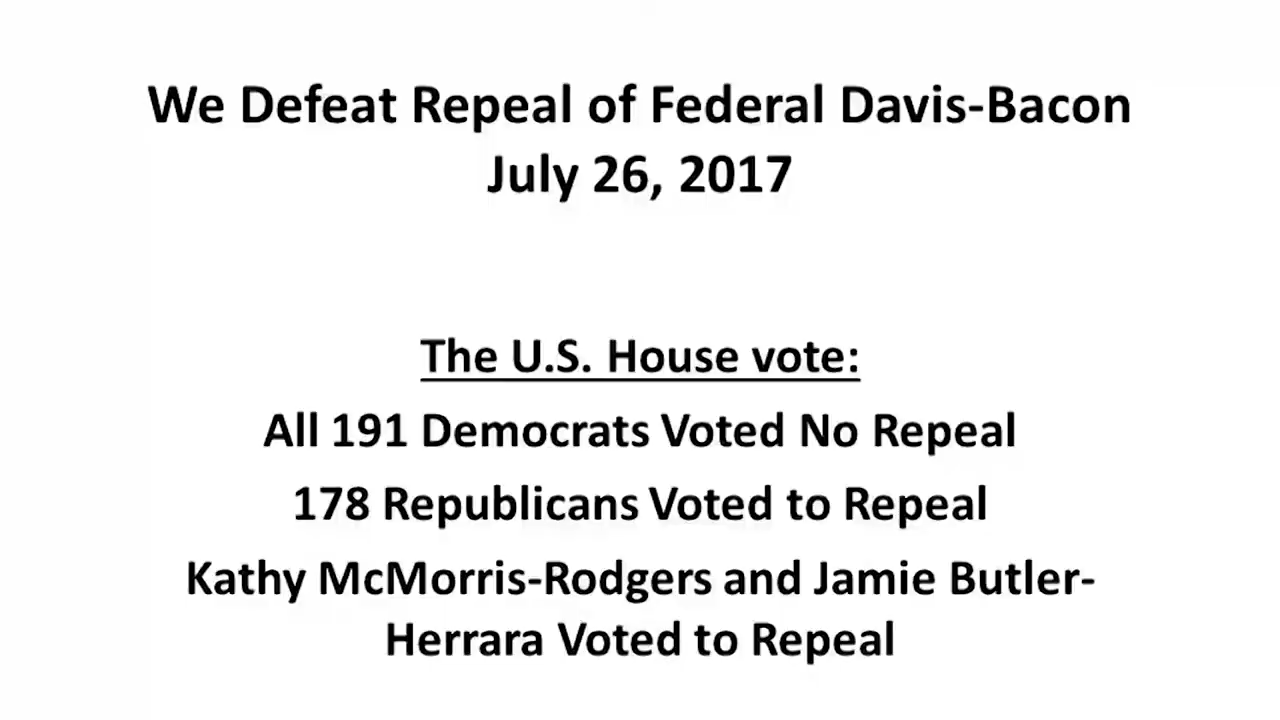 We Defeat Repeal of Federal Davis-Bacon
July 26, 2017
The U.S. House vote:
All 191 Democrats Voted No Repeal
178 Republicans Voted to Repeal
Kathy McMorris-Rodgers and Jamie Butler-
Herrara Voted to Repeal